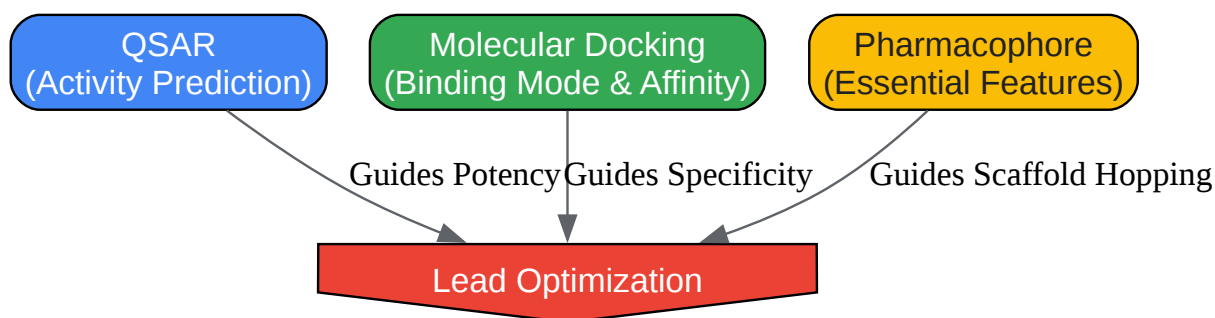 QSAR
(Activity Prediction)
Molecular Docking
(Binding Mode & Affinity)
Pharmacophore
(Essential Features)
Guides Potency
Guides Specificity
Guides Scaffold Hopping
Lead Optimization